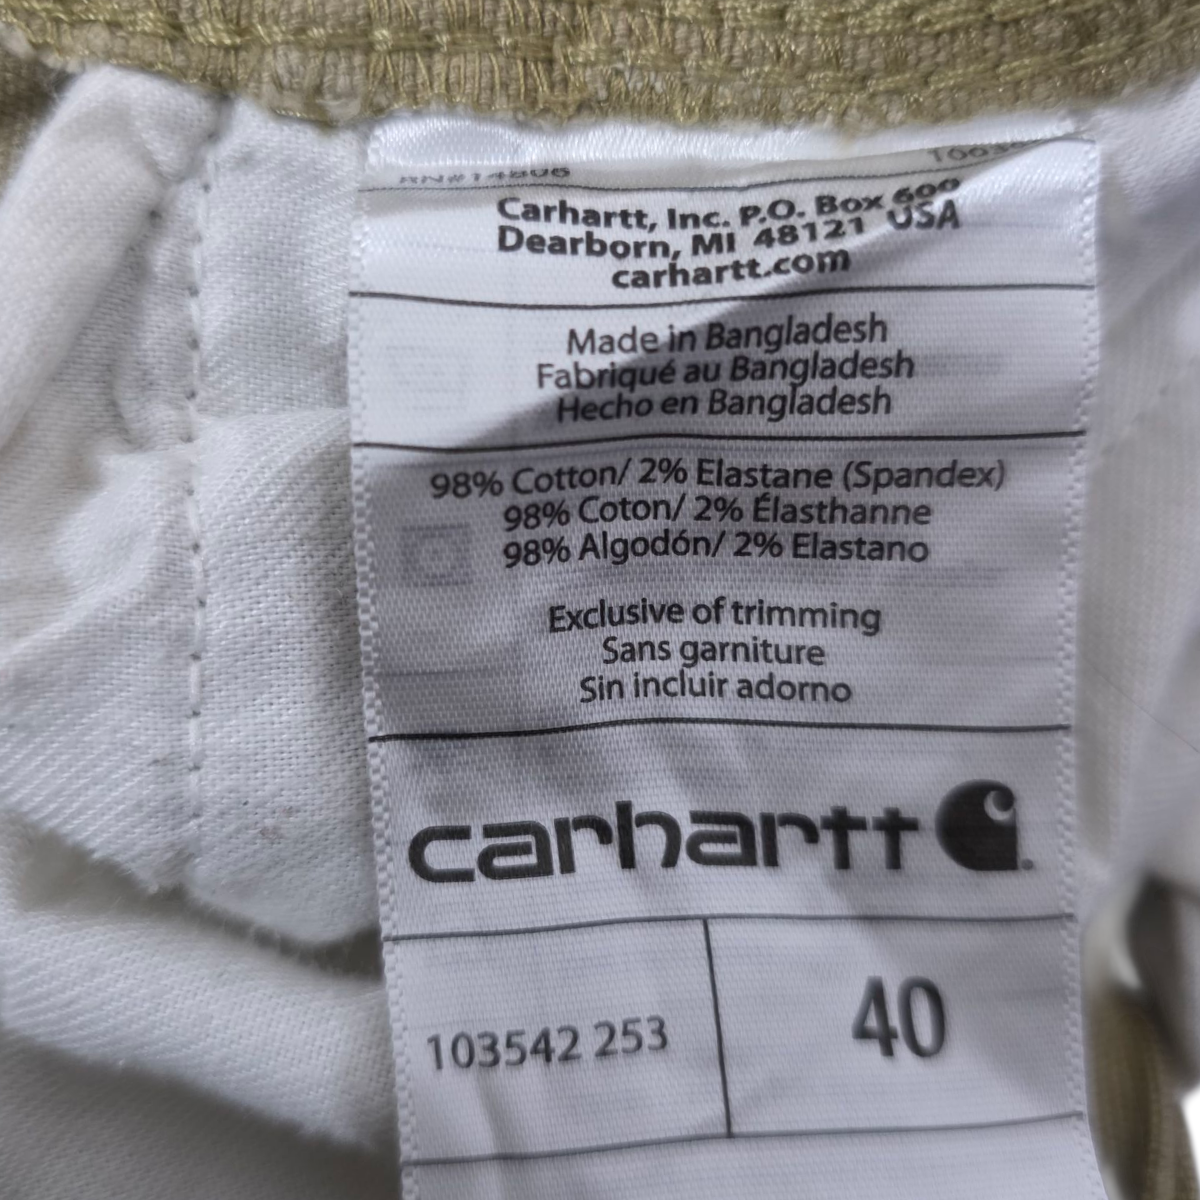 RN#14806
Carhartt, Inc. P.O. Box 600
Dearborn, MI 48121 USA
carhartt.com
Made in Bangladesh
Fabriqué au Bangladesh
Hecho en Bangladesh
98% Cotton/ 2% Elastane (Spandex)
98% Coton/ 2% Élasthanne
98% Algodón/ 2% Elastano
Exclusive of trimming
Sans garniture
Sin incluir adorno
carhartt
103542 253
40